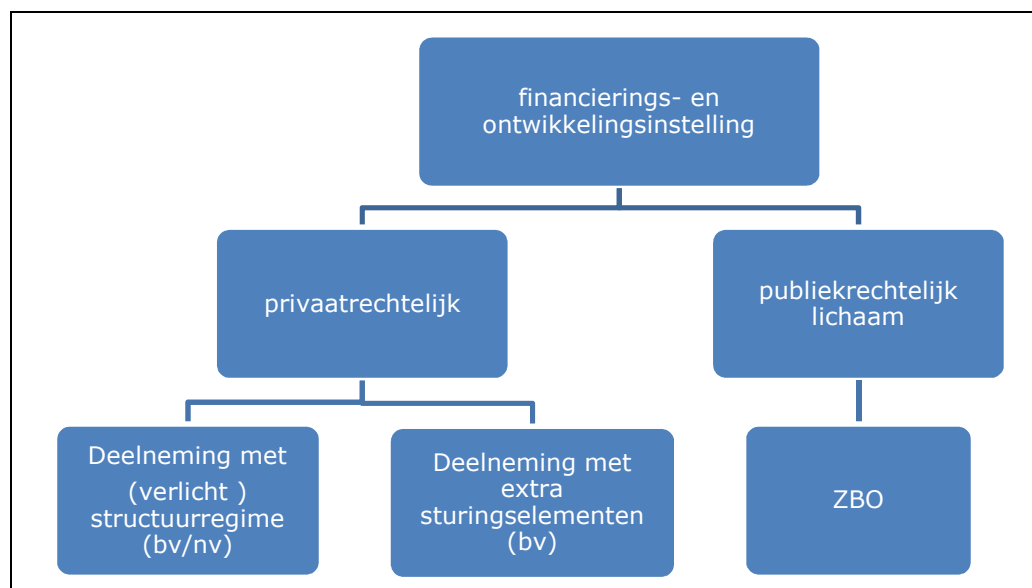 financierings- en
ontwikkelingsinstelling
privaatrechtelijk
publiekrechtelijk
lichaam
Deelneming met
(verlicht )
structuurregime
(bv/nv)
Deelneming met
extra
sturingselementen
(bv)
ZBO